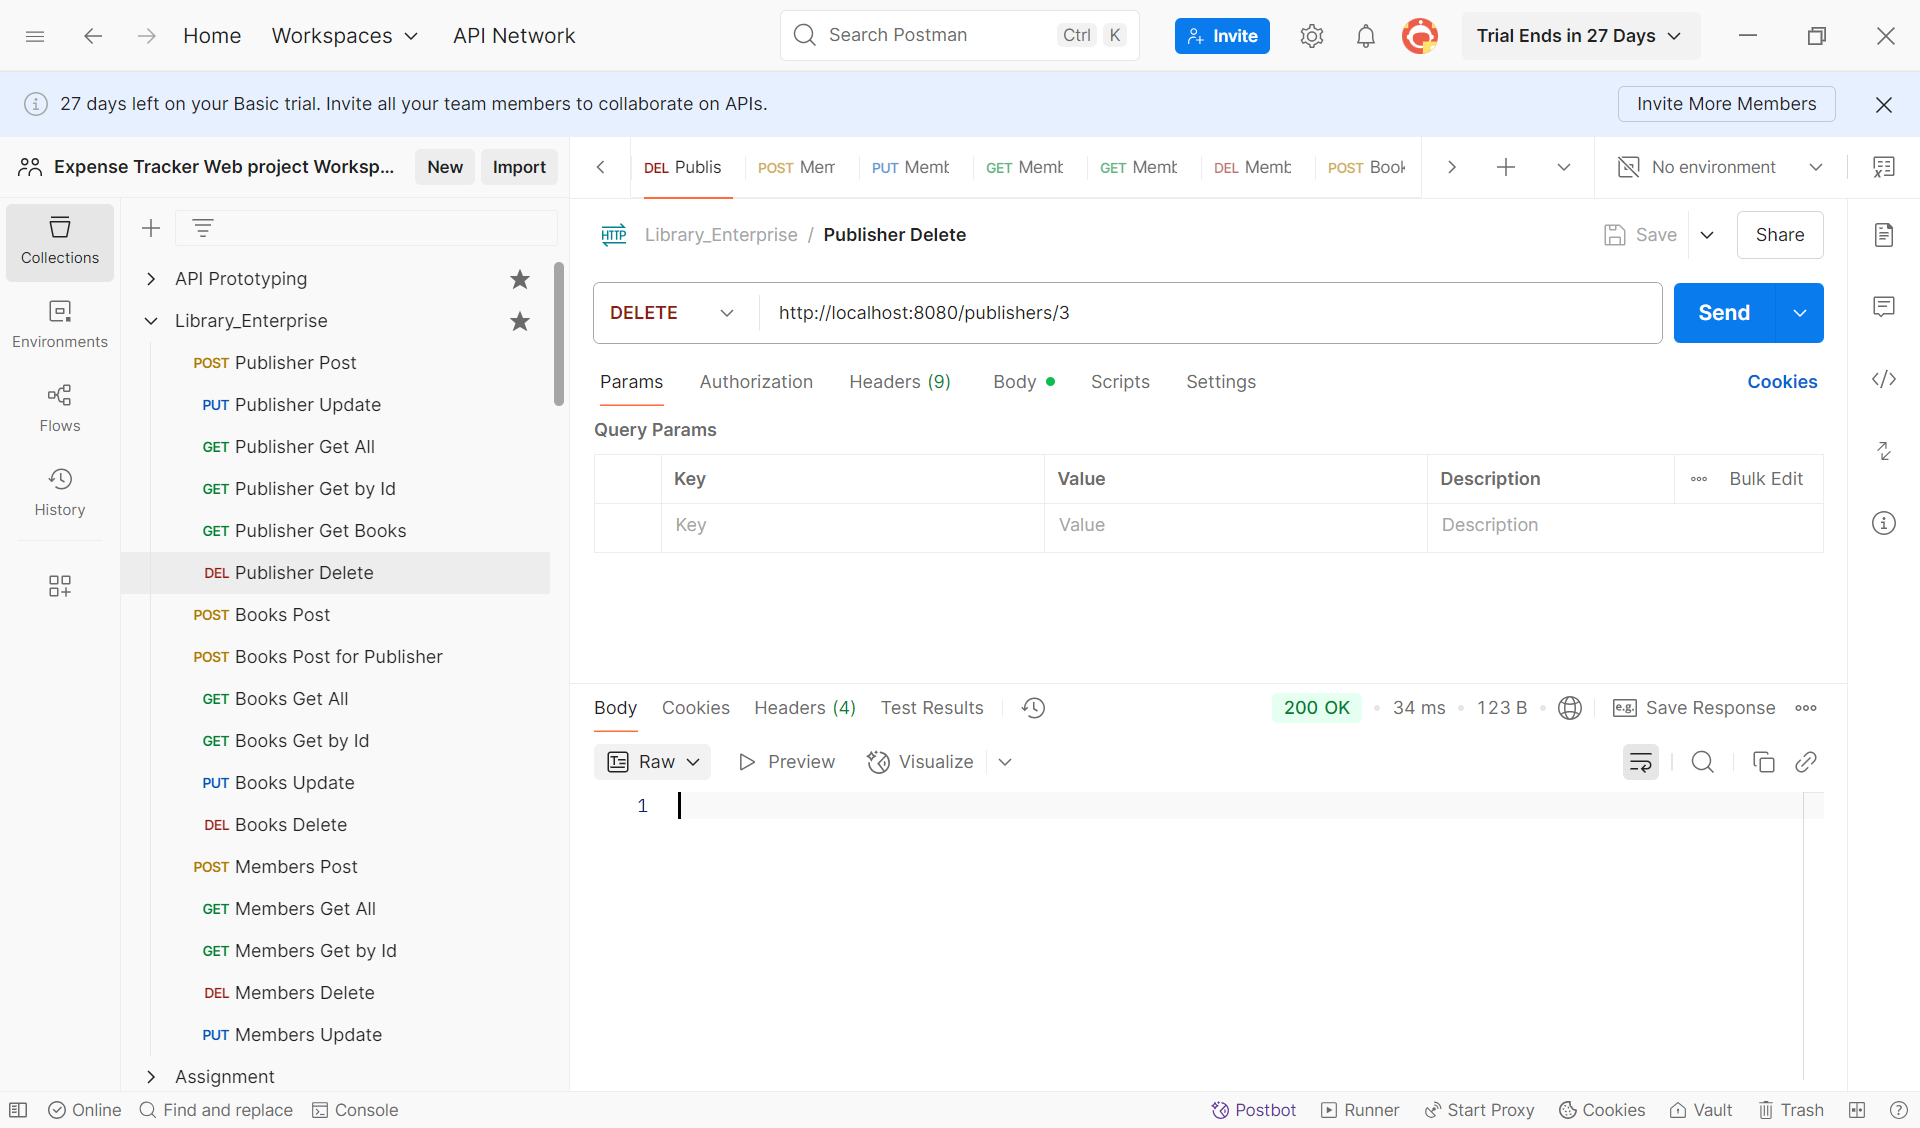 Home
Workspaces
API Network
Search Postman
Ctrl K
Invite
Trial Ends in 27 Days
27 days left on your Basic trial. Invite all your team members to collaborate on APIs.
Invite More Members
Expense Tracker Web project Worksp...
New
Import
DEL Publis
POST Mem
PUT Memb
GET Memb
GET Memb
DEL Memb
POST Book
No environment
Collections
Environments
Flows
History
API Prototyping
Library_Enterprise
POST Publisher Post
PUT Publisher Update
GET Publisher Get All
GET Publisher Get by Id
GET Publisher Get Books
DEL Publisher Delete
POST Books Post
POST Books Post for Publisher
GET Books Get All
GET Books Get by Id
PUT Books Update
DEL Books Delete
POST Members Post
GET Members Get All
GET Members Get by Id
DEL Members Delete
PUT Members Update
Assignment
HTTP Library_Enterprise / Publisher Delete
Save
Share
DELETE http://localhost:8080/publishers/3
Send
Params
Authorization
Headers (9)
Body
Scripts
Settings
Cookies
Query Params
Key Value Description Bulk Edit
Key Value Description
Body
Cookies
Headers (4)
Test Results
200 OK
34 ms
123 B
e.g. Save Response
Raw
Preview
Visualize
1
Online
Find and replace
Console
Postbot
Runner
Start Proxy
Cookies
Vault
Trash